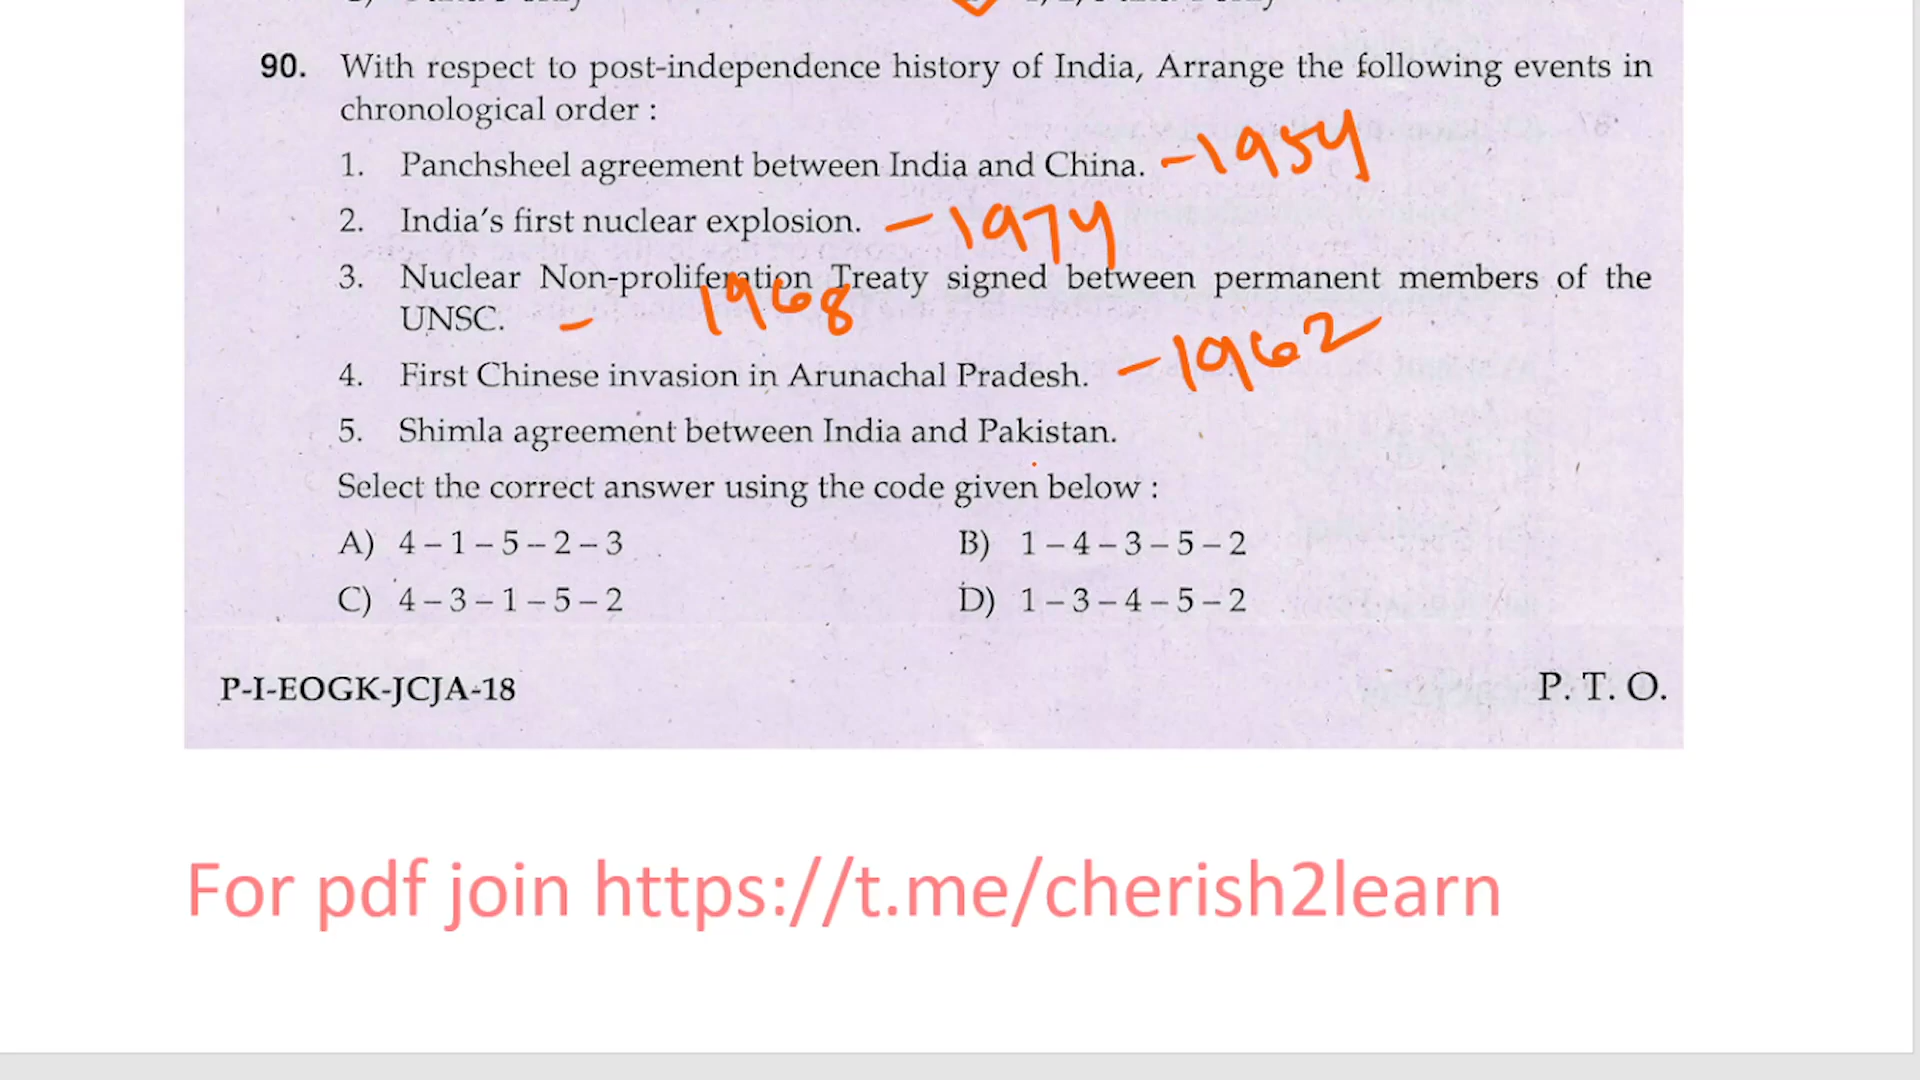 90. With respect to post-independence history of India, Arrange the following events in
chronological order :
1. Panchsheel agreement between India and China. -1954
2. India's first nuclear explosion. -1974
3. Nuclear Non-proliferation Treaty signed between permanent members of the
UNSC. - 1968
4. First Chinese invasion in Arunachal Pradesh. -1962
5. Shimla agreement between India and Pakistan.
Select the correct answer using the code given below :
A) 4 – 1 – 5 – 2 – 3 B) 1 – 4 – 3 – 5 – 2
C) 4 – 3 – 1 – 5 – 2 D) 1 – 3 – 4 – 5 – 2
P-I-EOGK-JCJA-18 P. T. O.
For pdf join https://t.me/cherish2learn